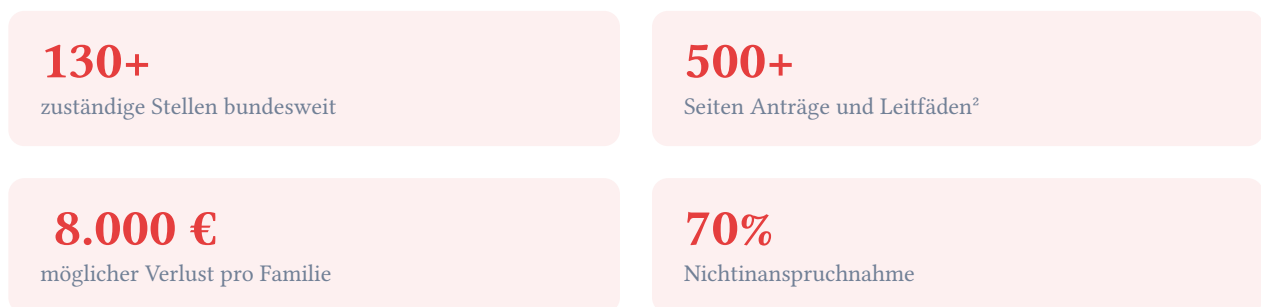 130+
zuständige Stellen bundesweit
500+
Seiten Anträge und Leitfäden²
8.000 €
möglicher Verlust pro Familie
70%
Nichtinanspruchnahme